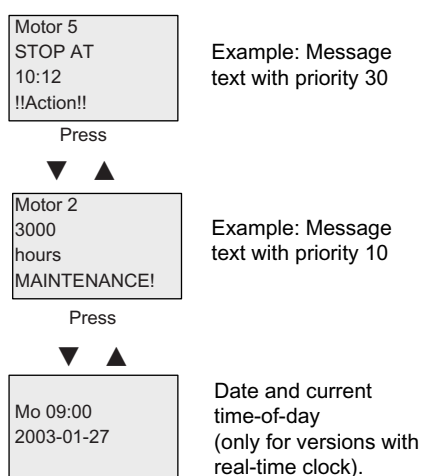 Motor 5
STOP AT
10:12
!!Action!!
Example: Message
text with priority 30
Press
▼ ▲
Motor 2
3000
hours
MAINTENANCE!
Example: Message
text with priority 10
Press
▼ ▲
Mo 09:00
2003-01-27
Date and current
time-of-day
(only for versions with
real-time clock).